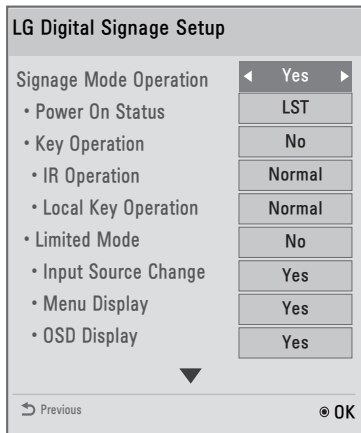 LG Digital Signage Setup
Signage Mode Operation Yes
• Power On Status LST
• Key Operation No
• IR Operation Normal
• Local Key Operation Normal
• Limited Mode No
• Input Source Change Yes
• Menu Display Yes
• OSD Display Yes
Previous OK